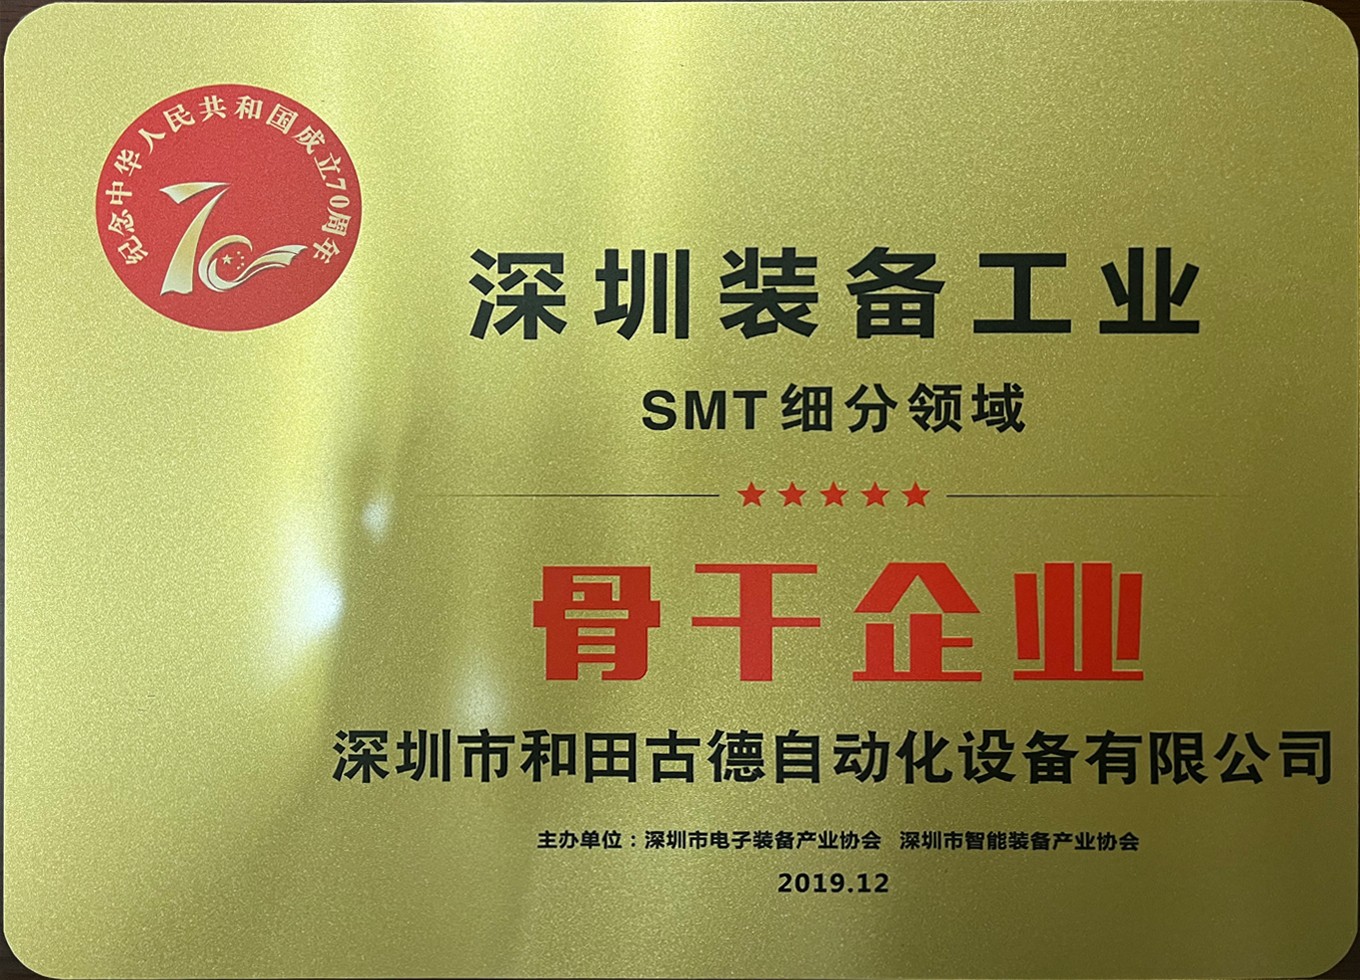 纪念中华人民共和国成立70周年
70
深圳装备工业
SMT细分领域
骨干企业
深圳市和田古德自动化设备有限公司
主办单位：深圳市电子装备产业协会 深圳市智能装备产业协会
2019.12